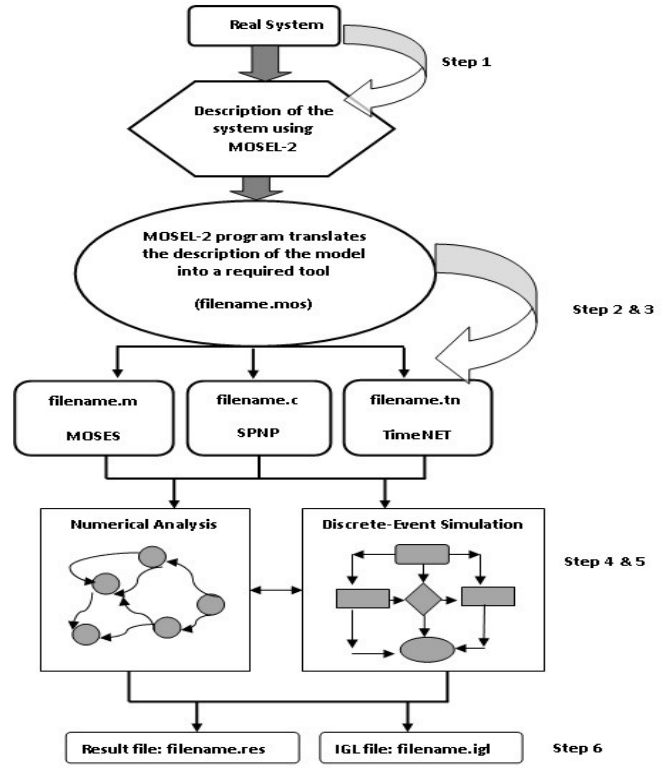 Real System
Step 1
Description of the
system using
MOSEL-2
MOSEL-2 program translates
the description of the model
into a required tool
(filename.mos)
Step 2 & 3
filename.m
MOSES
filename.c
SPNP
filename.tn
TimeNET
Numerical Analysis
Discrete-Event Simulation
Step 4 & 5
Result file: filename.res
IGL file: filename.igl
Step 6